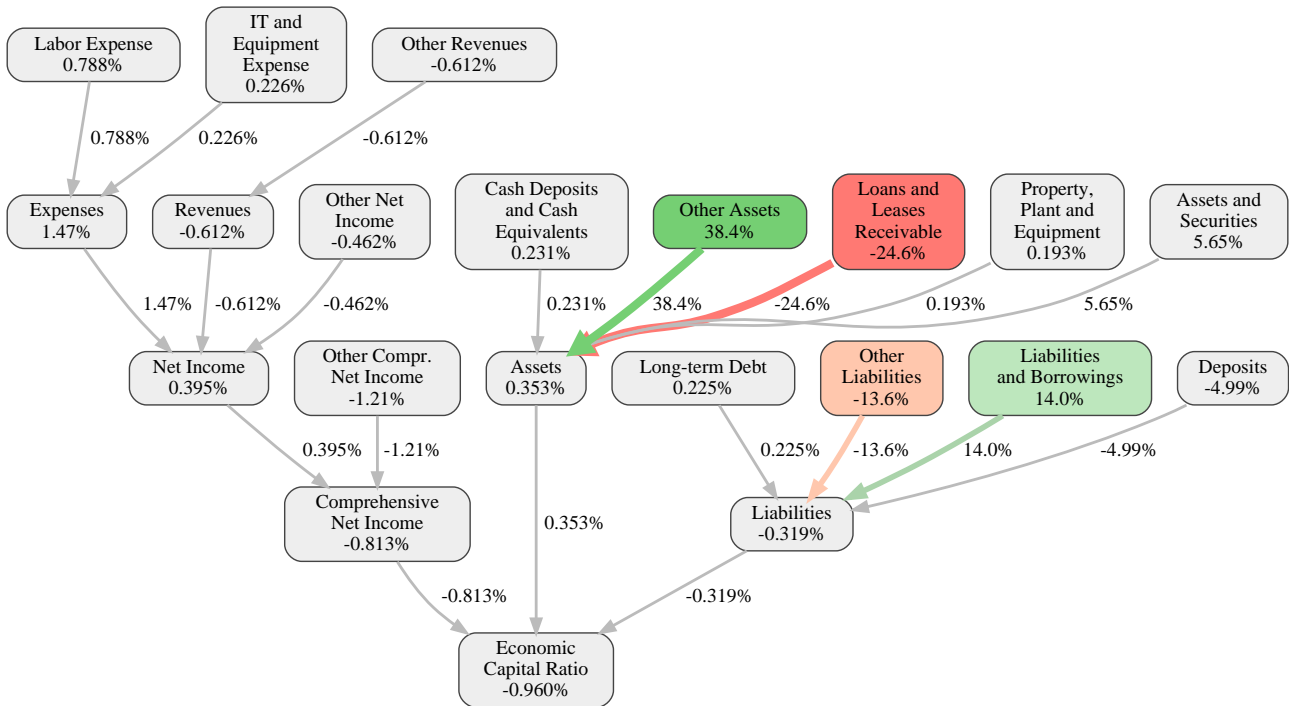 Labor Expense
0.788%
IT and
Equipment
Expense
0.226%
Other Revenues
-0.612%
0.788%
0.226%
-0.612%
Expenses
1.47%
Revenues
-0.612%
Other Net
Income
-0.462%
Cash Deposits
and Cash
Equivalents
0.231%
Other Assets
38.4%
Loans and
Leases
Receivable
-24.6%
Property,
Plant and
Equipment
0.193%
Assets and
Securities
5.65%
1.47%
-0.612%
-0.462%
0.231%
38.4%
-24.6%
0.193%
5.65%
Net Income
0.395%
Other Compr.
Net Income
-1.21%
Assets
0.353%
Long-term Debt
0.225%
Other
Liabilities
-13.6%
Liabilities
and Borrowings
14.0%
Deposits
-4.99%
0.395%
-1.21%
0.225%
-13.6%
14.0%
-4.99%
Comprehensive
Net Income
-0.813%
0.353%
Liabilities
-0.319%
-0.813%
-0.319%
Economic
Capital Ratio
-0.960%